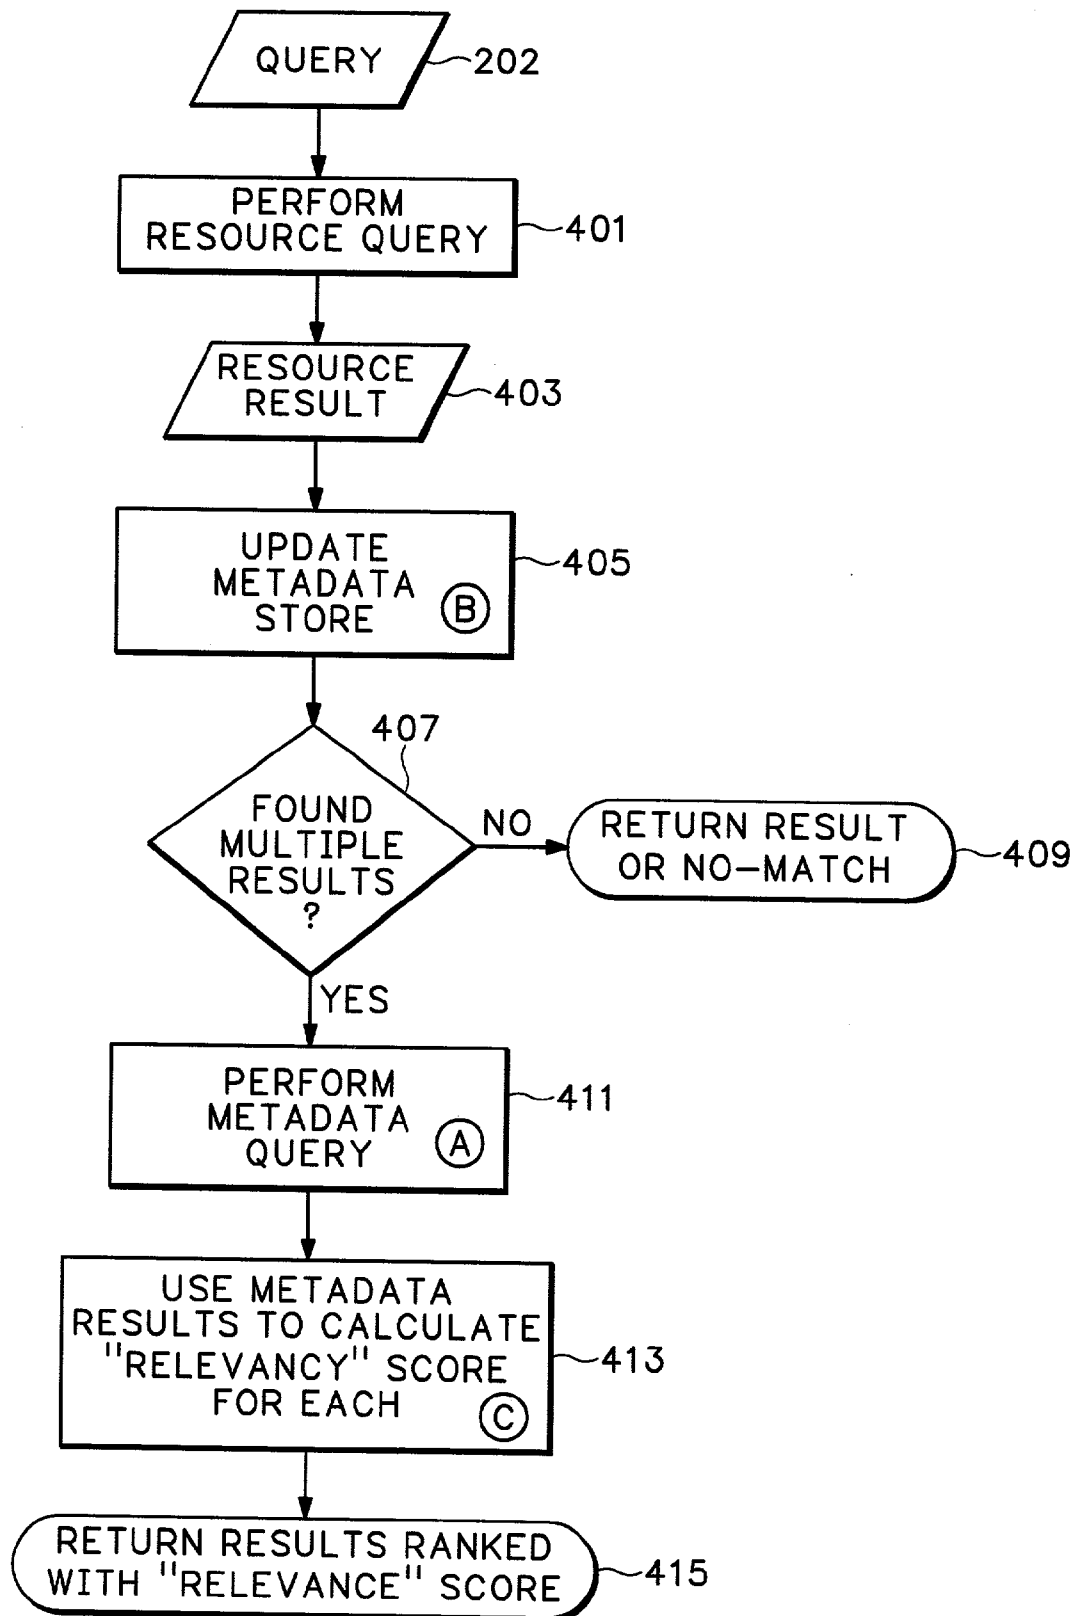 QUERY
202
PERFORM
RESOURCE QUERY
401
RESOURCE
RESULT
403
UPDATE
METADATA
STORE
B
405
407
FOUND
MULTIPLE
RESULTS
?
NO
RETURN RESULT
OR NO-MATCH
409
YES
PERFORM
METADATA
QUERY
A
411
USE METADATA
RESULTS TO CALCULATE
"RELEVANCY" SCORE
FOR EACH
C
413
RETURN RESULTS RANKED
WITH "RELEVANCE" SCORE
415